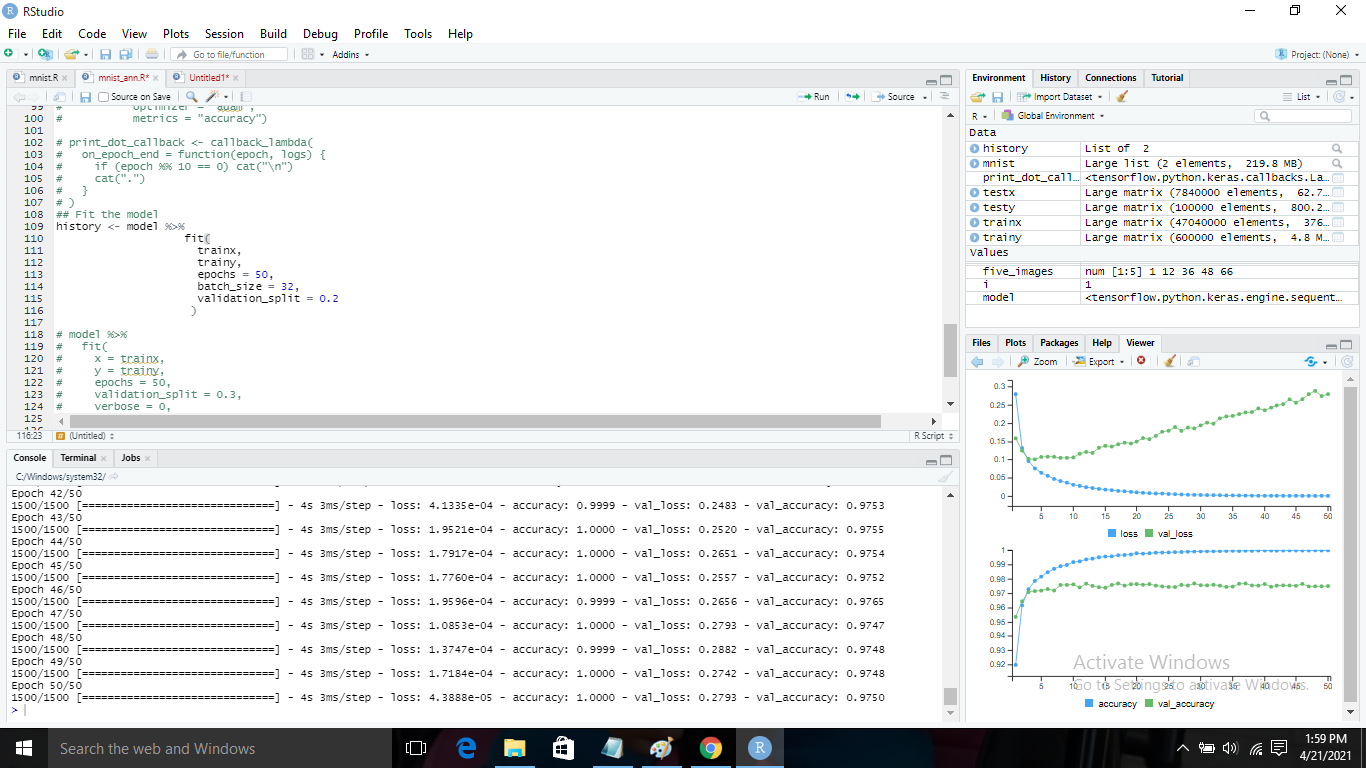 RStudio
File Edit Code View Plots Session Build Debug Profile Tools Help
Go to file/function Addins Project: (None)
mnist.R mnist_ann.R* Untitled1*
Source on Save Run Source
99 # optimizer = "adam",
100 # metrics = "accuracy")
101
102 # print_dot_callback <- callback_lambda(
103 # on_epoch_end = function(epoch, logs) {
104 # if (epoch %% 10 == 0) cat("\n")
105 # cat(".")
106 # }
107 # )
108 ## Fit the model
109 history <- model %>%
110 fit(
111 trainx,
112 trainy,
113 epochs = 50,
114 batch_size = 32,
115 validation_split = 0.2
116 )
117
118 # model %>%
119 # fit(
120 # x = trainx,
121 # y = trainy,
122 # epochs = 50,
123 # validation_split = 0.3,
124 # verbose = 0,
125
116:23 (Untitled) R Script
Console Terminal Jobs
C:/Windows/system32/
Epoch 42/50
1500/1500 [==============================] - 4s 3ms/step - loss: 4.1335e-04 - accuracy: 0.9999 - val_loss: 0.2483 - val_accuracy: 0.9753
Epoch 43/50
1500/1500 [==============================] - 4s 3ms/step - loss: 1.9521e-04 - accuracy: 1.0000 - val_loss: 0.2520 - val_accuracy: 0.9755
Epoch 44/50
1500/1500 [==============================] - 4s 3ms/step - loss: 1.7917e-04 - accuracy: 1.0000 - val_loss: 0.2651 - val_accuracy: 0.9754
Epoch 45/50
1500/1500 [==============================] - 4s 3ms/step - loss: 1.7760e-04 - accuracy: 1.0000 - val_loss: 0.2557 - val_accuracy: 0.9752
Epoch 46/50
1500/1500 [==============================] - 4s 3ms/step - loss: 1.9596e-04 - accuracy: 0.9999 - val_loss: 0.2656 - val_accuracy: 0.9765
Epoch 47/50
1500/1500 [==============================] - 4s 3ms/step - loss: 1.0853e-04 - accuracy: 1.0000 - val_loss: 0.2793 - val_accuracy: 0.9747
Epoch 48/50
1500/1500 [==============================] - 4s 3ms/step - loss: 1.3747e-04 - accuracy: 0.9999 - val_loss: 0.2882 - val_accuracy: 0.9748
Epoch 49/50
1500/1500 [==============================] - 4s 3ms/step - loss: 1.7184e-04 - accuracy: 1.0000 - val_loss: 0.2742 - val_accuracy: 0.9748
Epoch 50/50
1500/1500 [==============================] - 4s 3ms/step - loss: 4.3888e-05 - accuracy: 1.0000 - val_loss: 0.2793 - val_accuracy: 0.9750
>
Environment History Connections Tutorial
Import Dataset List
R Global Environment
Data
history List of 2
mnist Large list (2 elements, 219.8 MB)
print_dot_call… <tensorflow.python.keras.callbacks.La…
testx Large matrix (7840000 elements, 62.7…
testy Large matrix (100000 elements, 800.2…
trainx Large matrix (47040000 elements, 376…
trainy Large matrix (600000 elements, 4.8 M…
Values
five_images num [1:5] 1 12 36 48 66
i 1
model <tensorflow.python.keras.engine.sequent…
Files Plots Packages Help Viewer
Zoom Export
0.3
0.25
0.2
0.15
0.1
0.05
0
5 10 15 20 25 30 35 40 45 50
loss val_loss
1
0.99
0.98
0.97
0.96
0.95
0.94
0.93
0.92
5 10 15 20 25 30 35 40 45 50
accuracy val_accuracy
Activate Windows
Go to Settings to activate Windows.
Search the web and Windows
1:59 PM
4/21/2021